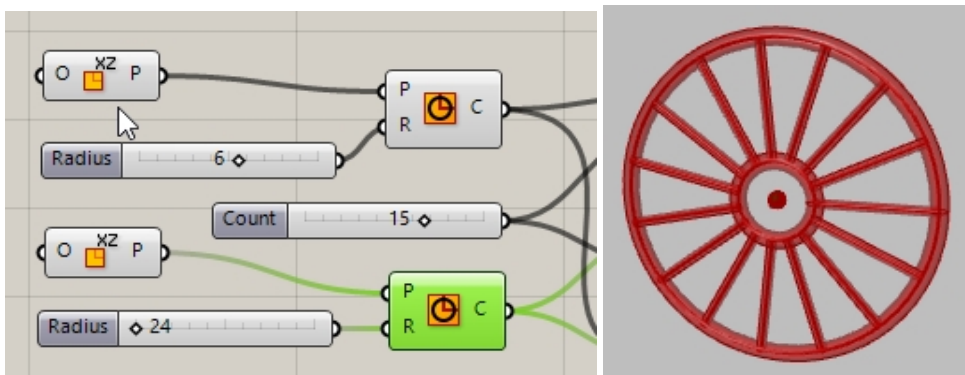 O XZ P
P
R C
Radius 6
Count 15
O XZ P
P
R C
Radius 24